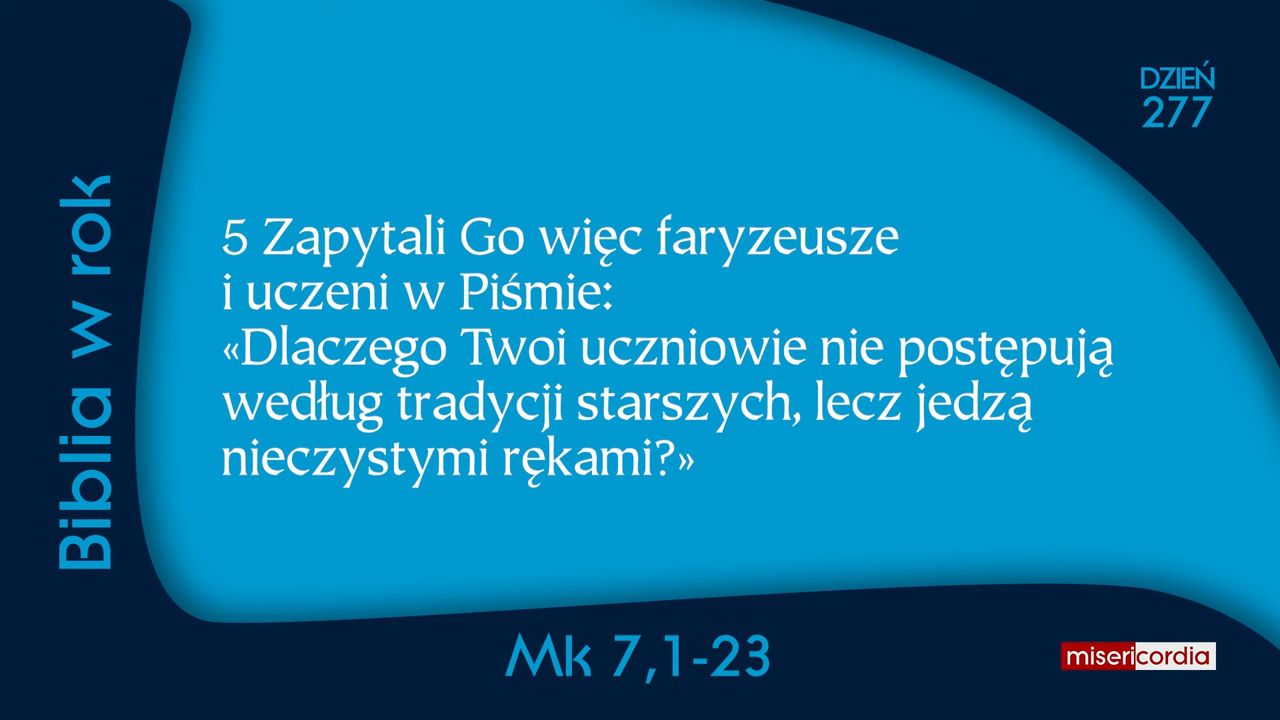 DZIEŃ
277
Biblia w rok
5 Zapytali Go więc faryzeusze
i uczeni w Piśmie:
«Dlaczego Twoi uczniowie nie postępują
według tradycji starszych, lecz jedzą
nieczystymi rękami?»
Mk 7,1-23
misericordia